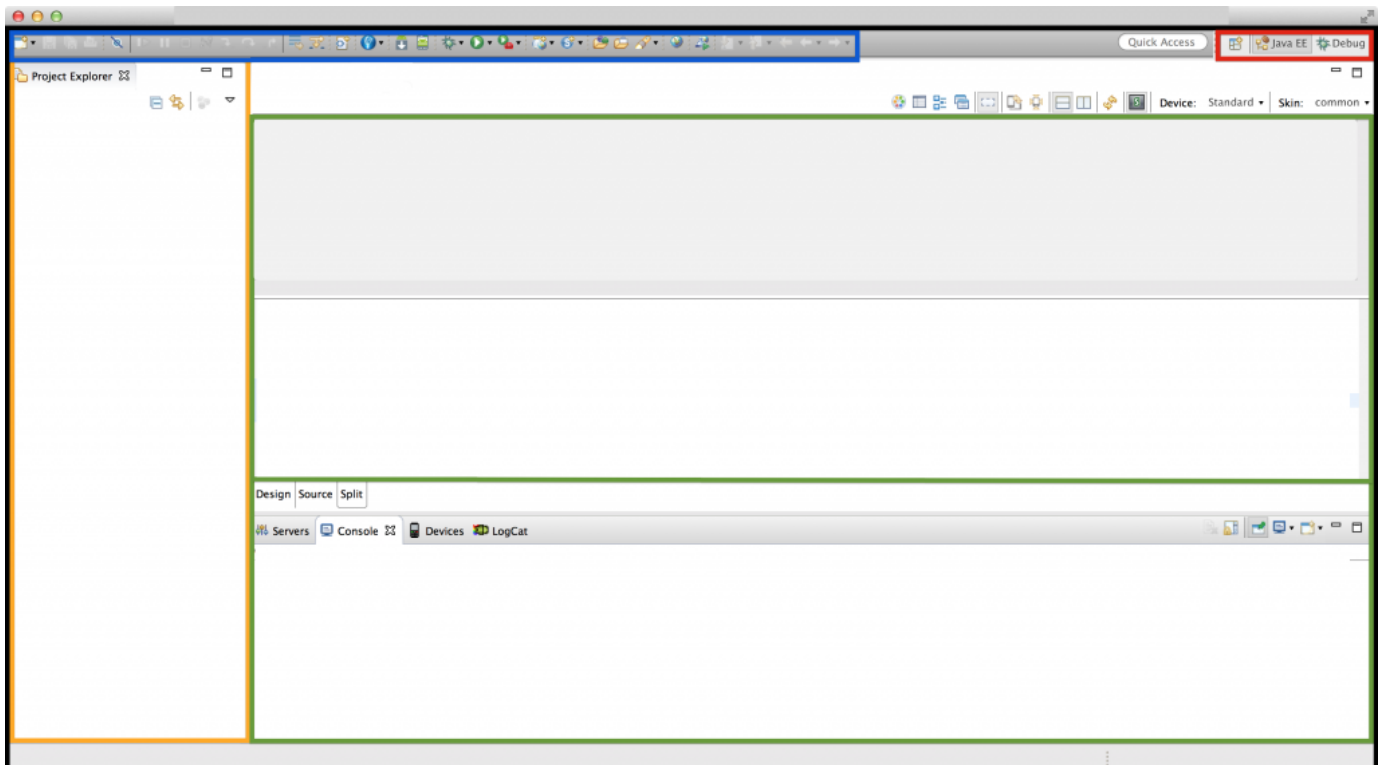 Quick Access Java EE Debug
Project Explorer
Device: Standard Skin: common
Design Source Split
Servers Console Devices LogCat